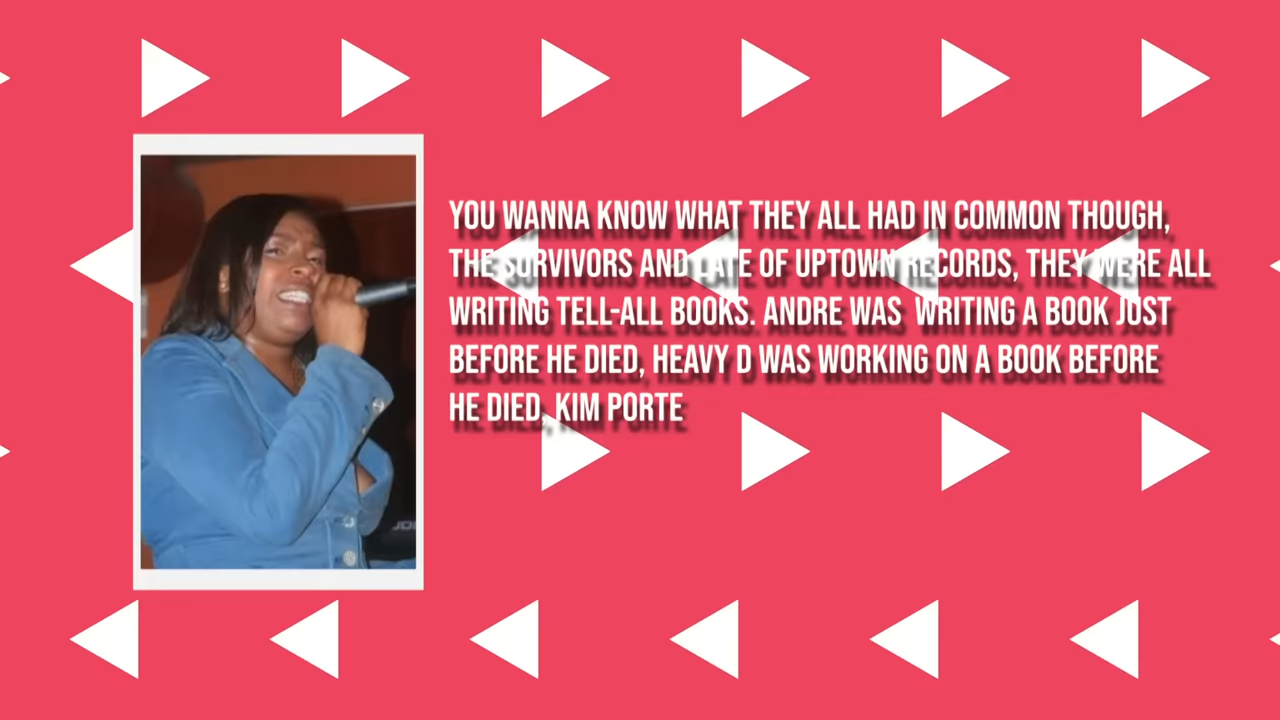 YOU WANNA KNOW WHAT THEY ALL HAD IN COMMON THOUGH,
THE SURVIVORS AND LATE OF UPTOWN RECORDS, THEY WERE ALL
WRITING TELL-ALL BOOKS. ANDRE WAS WRITING A BOOK JUST
BEFORE HE DIED, HEAVY D WAS WORKING ON A BOOK BEFORE
HE DIED, KIM PORTE